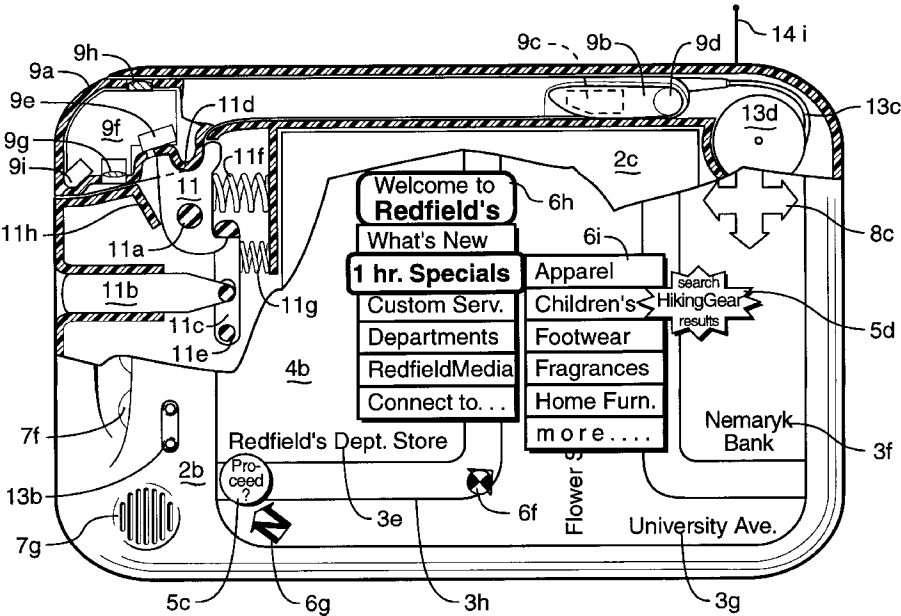 9h
9a
9e
11d
9g
9f
9i
11f
11
11h
11a
11b
11g
11c
11e
9c
9b
9d
14 i
13d
13c
2c
8c
Welcome to
Redfield's
6h
What's New
1 hr. Specials
Custom Serv.
Departments
RedfieldMedia
Connect to. . .
6i
Apparel
Children's
Footwear
Fragrances
Home Furn.
more. . . .
search
HikingGear
results
5d
4b
7f
2b
13b
7g
Redfield's Dept. Store
Pro-
ceed
?
3e
6f
Flower S
Nemaryk
Bank
3f
University Ave.
N
5c
6g
3h
3g